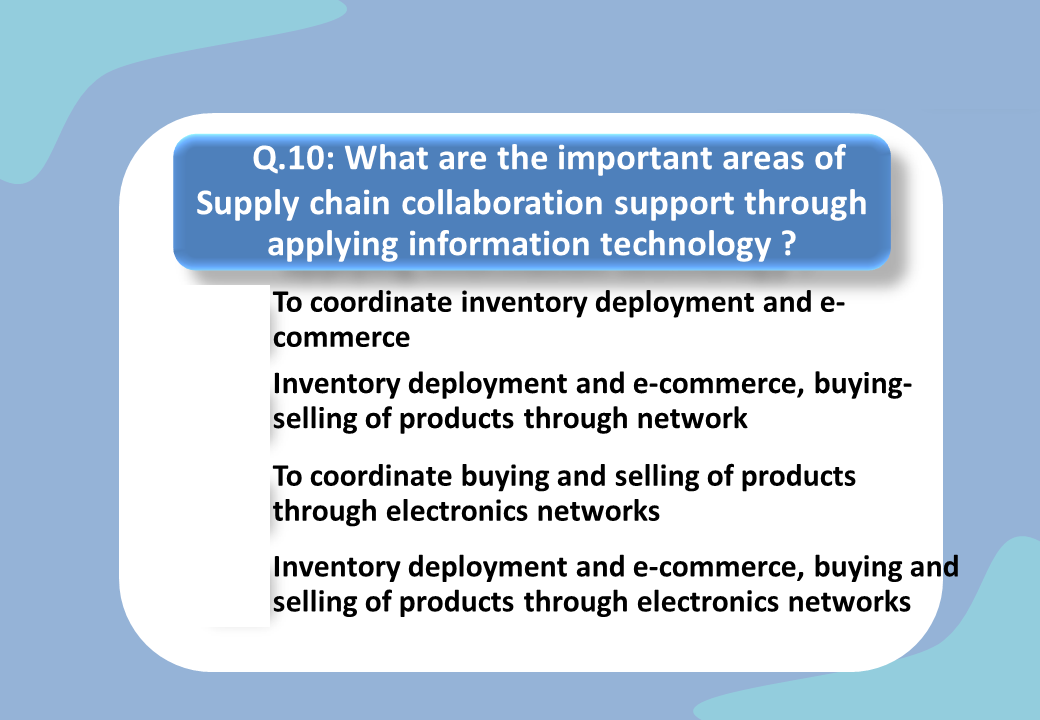 Q.10: What are the important areas of
Supply chain collaboration support through
applying information technology ?
To coordinate inventory deployment and e-
commerce
Inventory deployment and e-commerce, buying-
selling of products through network
To coordinate buying and selling of products
through electronics networks
Inventory deployment and e-commerce, buying and
selling of products through electronics networks